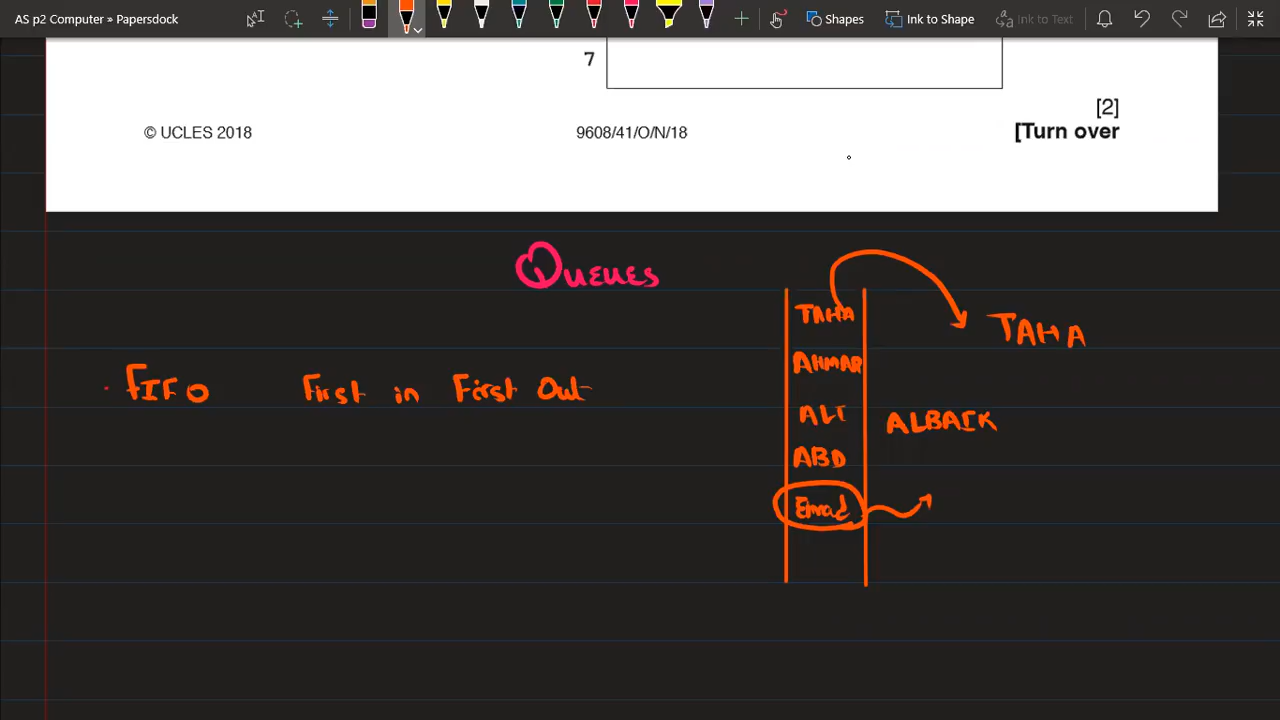 AS p2 Computer » Papersdock
Shapes
Ink to Shape
Ink to Text
7
[2]
© UCLES 2018
9608/41/O/N/18
[Turn over
Queues
TAHA
TAHA
AHMAR
FIFO First in First Out
ALI
ALBAIK
ABD
Emad